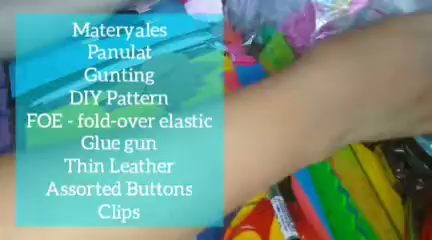 Materyales
Panulat
Gunting
DIY Pattern
FOE - fold-over elastic
Glue gun
Thin Leather
Assorted Buttons
Clips